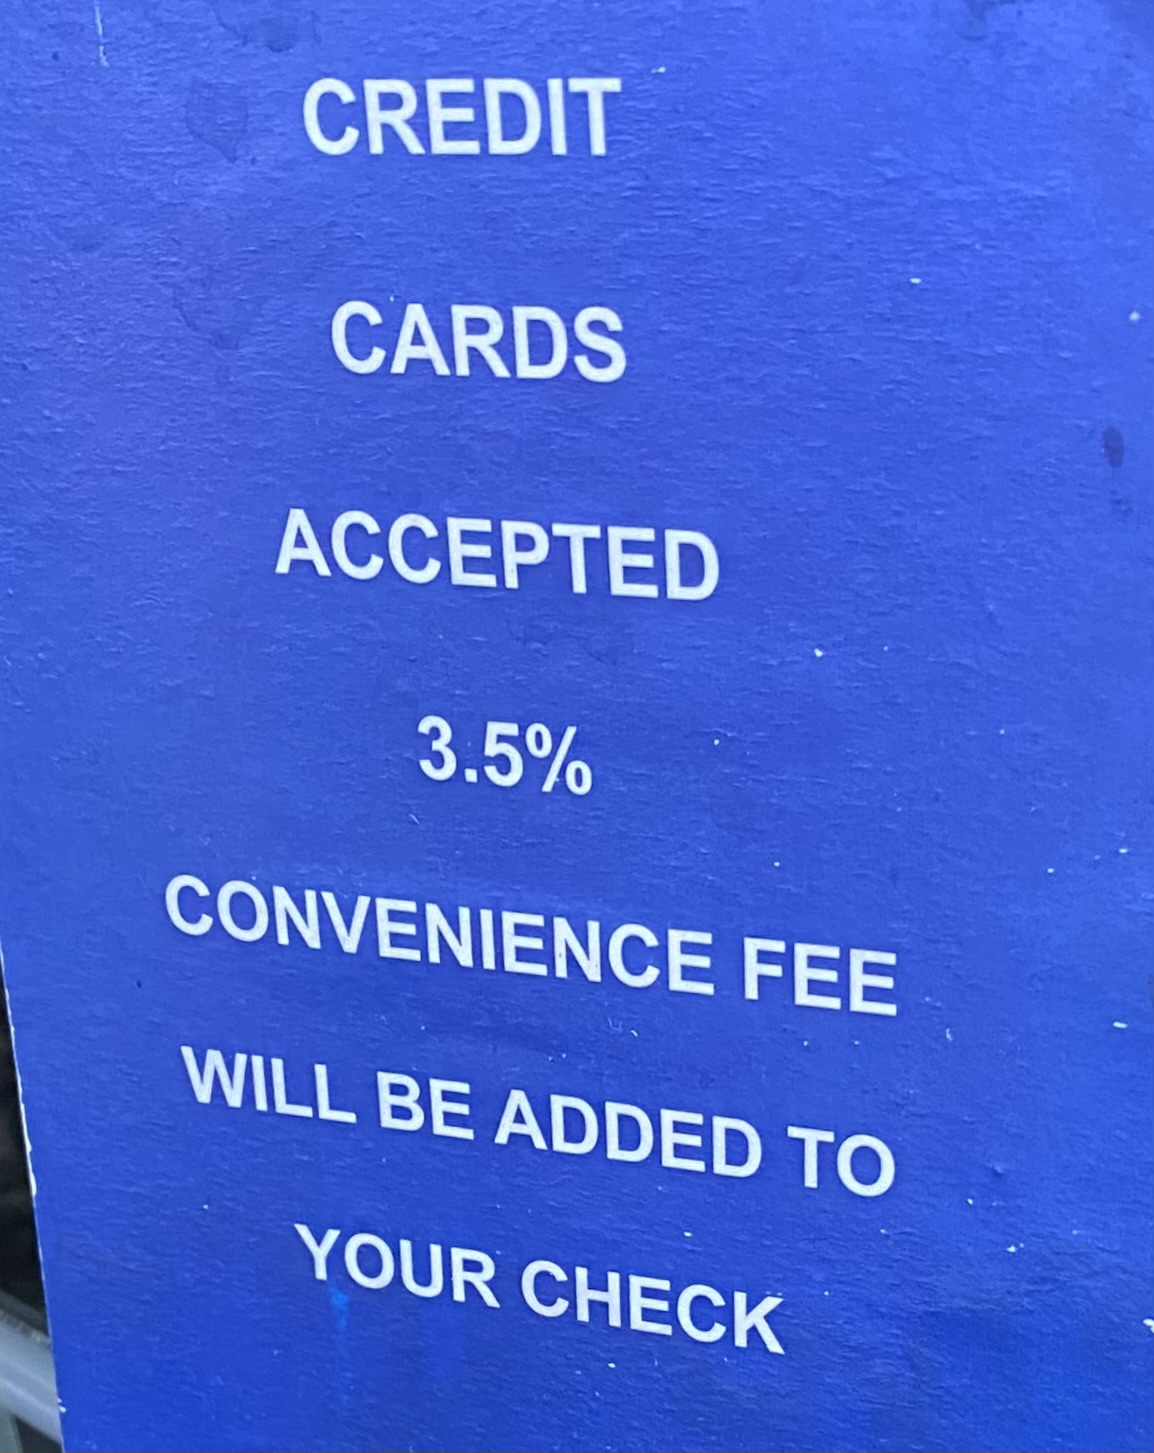 CREDIT
CARDS
ACCEPTED
3.5%
CONVENIENCE FEE
WILL BE ADDED TO
YOUR CHECK